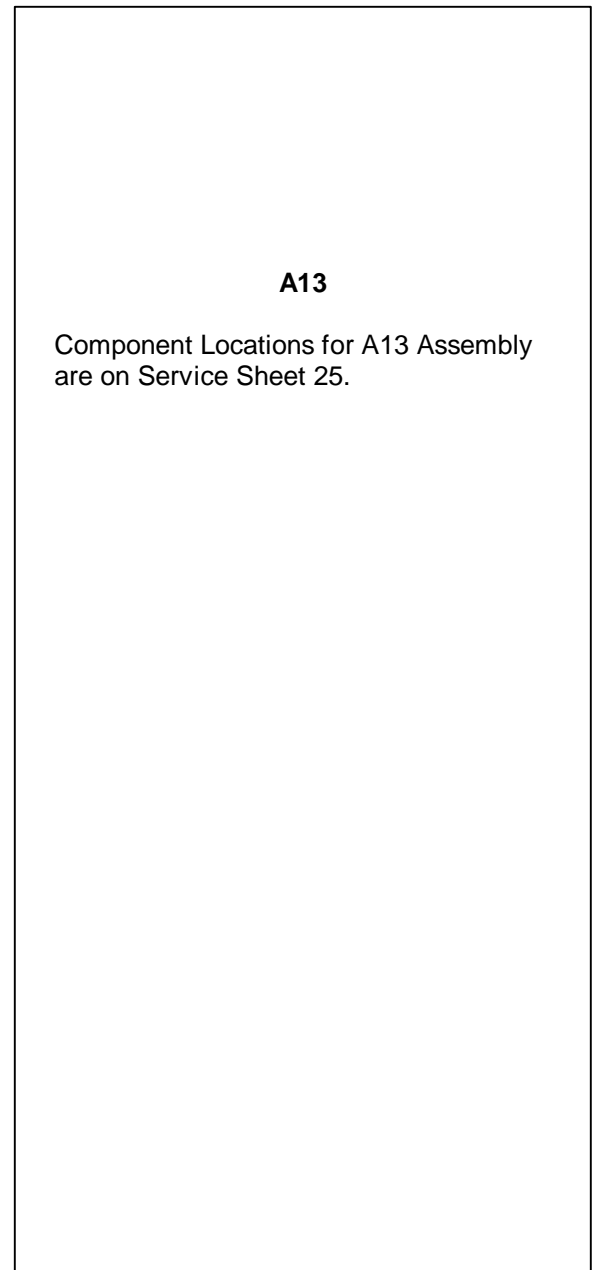 A13
Component Locations for A13 Assembly
are on Service Sheet 25.